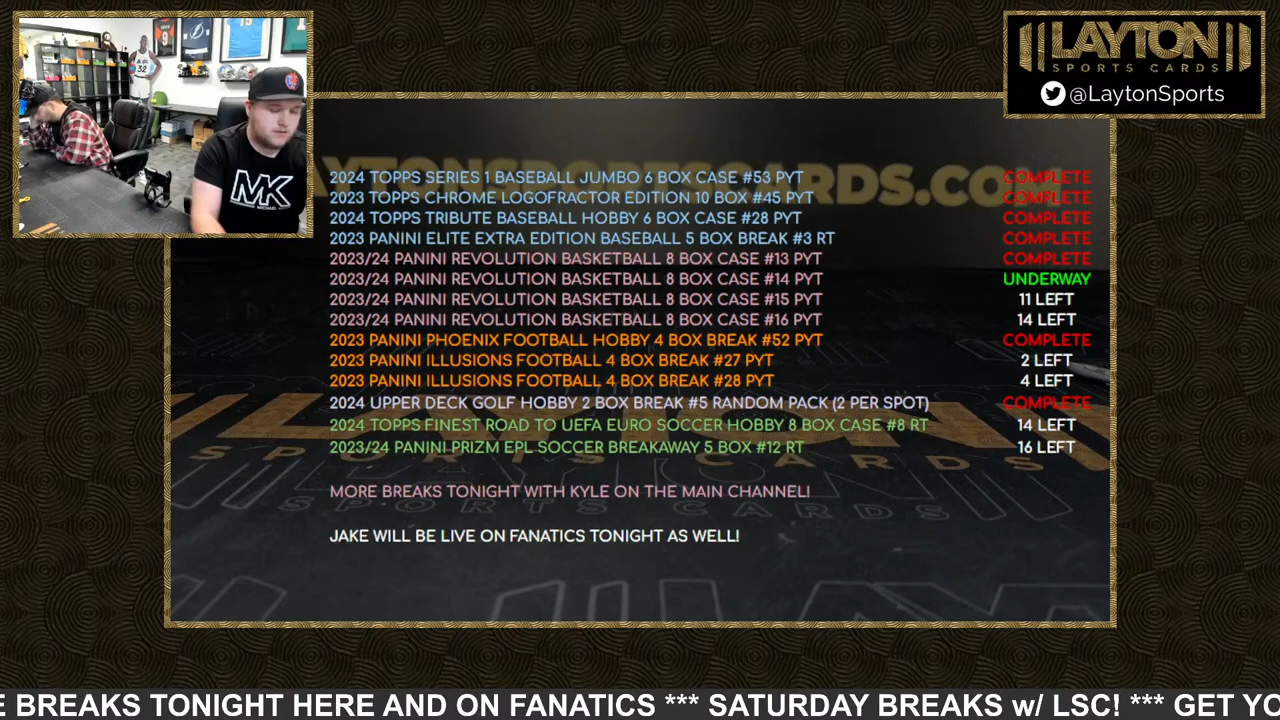 LAYTON
SPORTS CARDS
@LaytonSports
MK
LAYTONSPORTSCARDS.CO
2024 TOPPS SERIES 1 BASEBALL JUMBO 6 BOX CASE #53 PYT COMPLETE
2023 TOPPS CHROME LOGOFRACTOR EDITION 10 BOX #45 PYT COMPLETE
2024 TOPPS TRIBUTE BASEBALL HOBBY 6 BOX CASE #28 PYT COMPLETE
2023 PANINI ELITE EXTRA EDITION BASEBALL 5 BOX BREAK #3 RT COMPLETE
2023/24 PANINI REVOLUTION BASKETBALL 8 BOX CASE #13 PYT COMPLETE
2023/24 PANINI REVOLUTION BASKETBALL 8 BOX CASE #14 PYT UNDERWAY
2023/24 PANINI REVOLUTION BASKETBALL 8 BOX CASE #15 PYT 11 LEFT
2023/24 PANINI REVOLUTION BASKETBALL 8 BOX CASE #16 PYT 14 LEFT
2023 PANINI PHOENIX FOOTBALL HOBBY 4 BOX BREAK #52 PYT COMPLETE
2023 PANINI ILLUSIONS FOOTBALL 4 BOX BREAK #27 PYT 2 LEFT
2023 PANINI ILLUSIONS FOOTBALL 4 BOX BREAK #28 PYT 4 LEFT
2024 UPPER DECK GOLF HOBBY 2 BOX BREAK #5 RANDOM PACK (2 PER SPOT) COMPLETE
2024 TOPPS FINEST ROAD TO UEFA EURO SOCCER HOBBY 8 BOX CASE #8 RT 14 LEFT
2023/24 PANINI PRIZM EPL SOCCER BREAKAWAY 5 BOX #12 RT 16 LEFT
LAYTON
SPORTS CARDS
MORE BREAKS TONIGHT WITH KYLE ON THE MAIN CHANNEL!
JAKE WILL BE LIVE ON FANATICS TONIGHT AS WELL!
E BREAKS TONIGHT HERE AND ON FANATICS *** SATURDAY BREAKS w/ LSC! *** GET YO